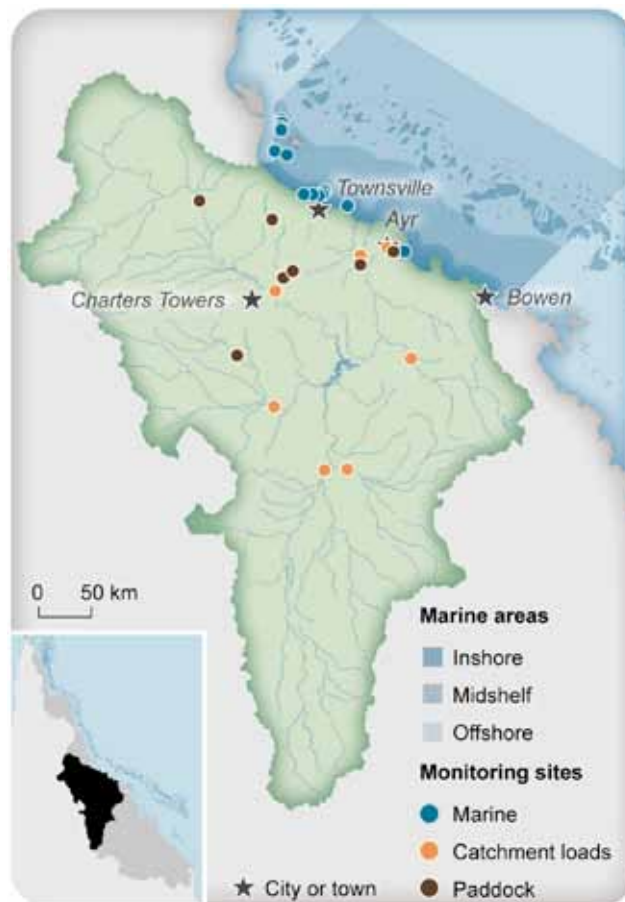 Townsville
Ayr
Charters Towers
Bowen
0 50 km
Marine areas
Inshore
Midshelf
Offshore
Monitoring sites
Marine
Catchment loads
City or town
Paddock